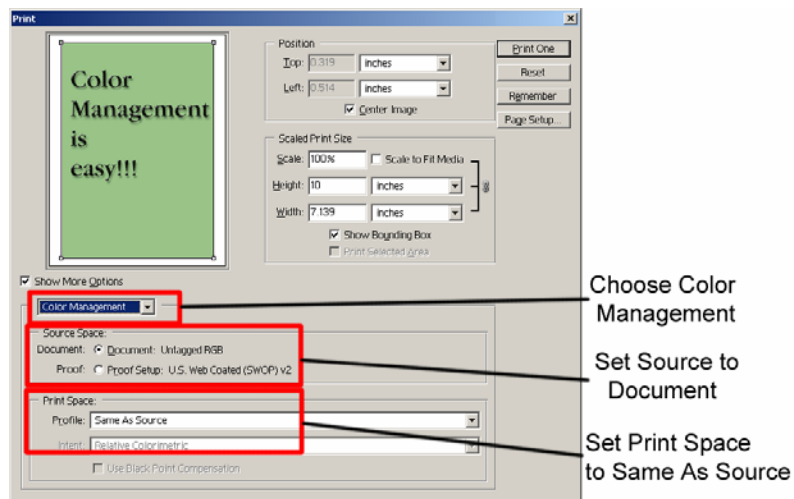 Print
Color
Management
is
easy!!!
Position
Top: 0.319 inches
Left: 0.514 inches
Center Image
Print One
Reset
Remember
Page Setup...
Scaled Print Size
Scale: 100% Scale to Fit Media
Height: 10 inches
Width: 7.139 inches
Show Bounding Box
Print Selected Area
Show More Options
Color Management
Source Space:
Document: Document: Untagged RGB
Proof: Proof Setup: U.S. Web Coated (SWOP) v2
Print Space:
Profile: Same As Source
Intent: Relative Colorimetric
Use Black Point Compensation
Choose Color
Management
Set Source to
Document
Set Print Space
to Same As Source